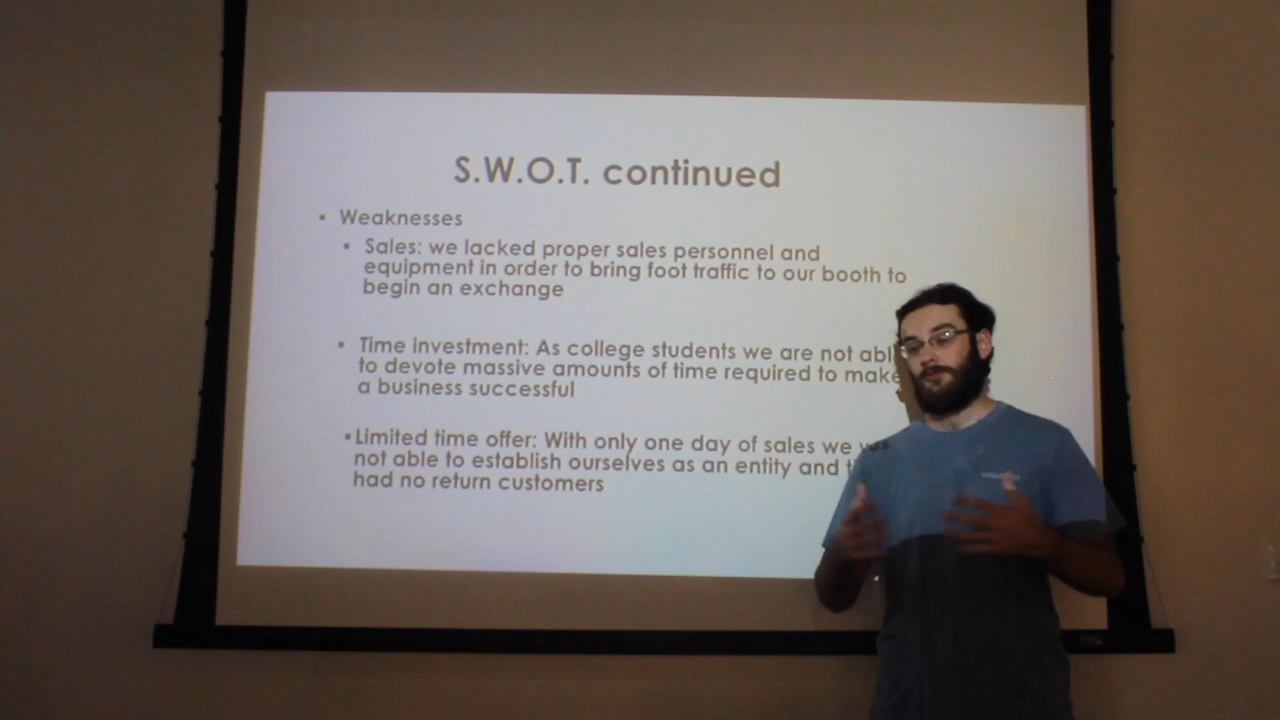 S.W.O.T. continued
▪ Weaknesses
▪ Sales: we lacked proper sales personnel and
equipment in order to bring foot traffic to our booth to
begin an exchange
▪ Time investment: As college students we are not
to devote massive amounts of time required to make
a business successful
▪ Limited time offer: With only one day of sales we
not able to establish ourselves as an entity and
had no return customers